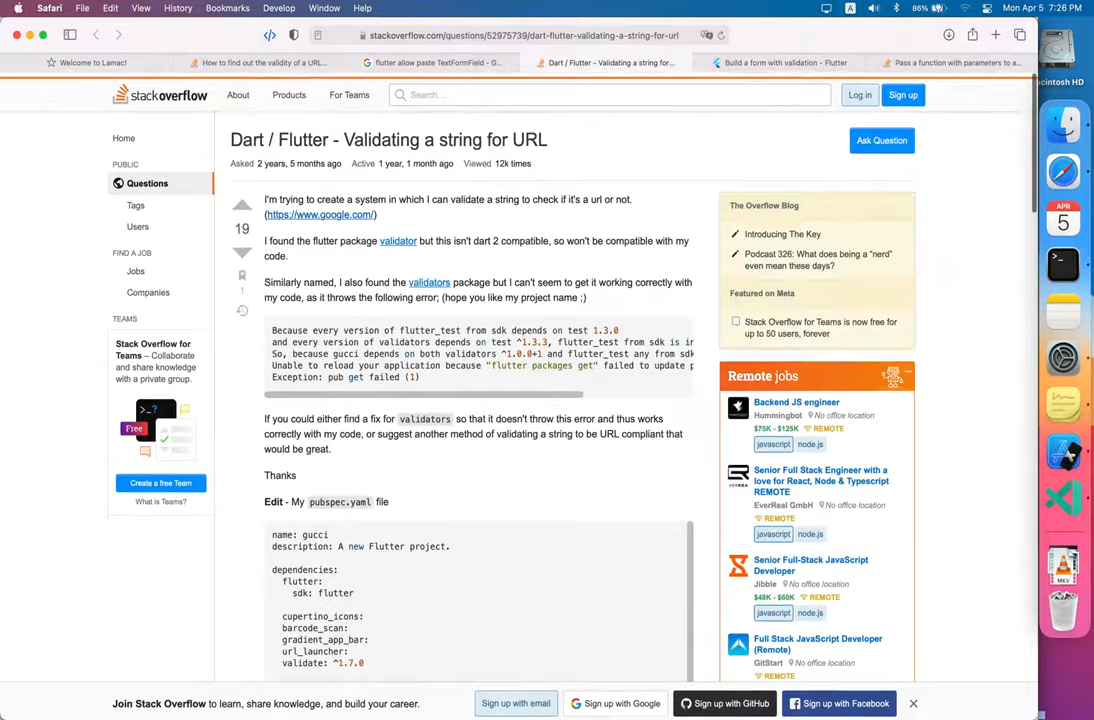 Safari File Edit View History Bookmarks Develop Window Help
A 86% Mon Apr 5 7:26 PM
stackoverflow.com/questions/52975739/dart-flutter-validating-a-string-for-url
Welcome to Lamac!
How to find out the validity of a URL...
flutter allow paste TextFormField - G...
Dart / Flutter - Validating a string for...
Build a form with validation - Flutter
Pass a function with parameters to a...
cintosh HD
stackoverflow
About
Products
For Teams
Search...
Log in
Sign up
Home
PUBLIC
Questions
Tags
Users
FIND A JOB
Jobs
Companies
TEAMS
Stack Overflow for
Teams – Collaborate
and share knowledge
with a private group.
>_?
Free
Create a free Team
What is Teams?
Dart / Flutter - Validating a string for URL
Ask Question
Asked 2 years, 5 months ago Active 1 year, 1 month ago Viewed 12k times
19
1
I'm trying to create a system in which I can validate a string to check if it's a url or not.
(https://www.google.com/)
I found the flutter package validator but this isn't dart 2 compatible, so won't be compatible with my
code.
Similarly named, I also found the validators package but I can't seem to get it working correctly with
my code, as it throws the following error; (hope you like my project name ;)
Because every version of flutter_test from sdk depends on test 1.3.0
and every version of validators depends on test ^1.3.3, flutter_test from sdk is in
So, because gucci depends on both validators ^1.0.0+1 and flutter_test any from sdk
Unable to reload your application because "flutter packages get" failed to update p
Exception: pub get failed (1)
If you could either find a fix for validators so that it doesn't throw this error and thus works
correctly with my code, or suggest another method of validating a string to be URL compliant that
would be great.
Thanks
Edit - My pubspec.yaml file
name: gucci
description: A new Flutter project.
dependencies:
flutter:
sdk: flutter
cupertino_icons:
barcode_scan:
gradient_app_bar:
url_launcher:
validate: ^1.7.0
The Overflow Blog
Introducing The Key
Podcast 326: What does being a "nerd"
even mean these days?
Featured on Meta
Stack Overflow for Teams is now free for
up to 50 users, forever
Remote jobs
Backend JS engineer
Hummingbot No office location
$75K - $125K REMOTE
javascript node.js
Senior Full Stack Engineer with a
love for React, Node & Typescript
REMOTE
EverReal GmbH No office location
REMOTE
javascript node.js
Senior Full-Stack JavaScript
Developer
Jibble No office location
$48K - $60K REMOTE
javascript node.js
Full Stack JavaScript Developer
(Remote)
GitStart No office location
REMOTE
APR
5
>_
MKV
Join Stack Overflow to learn, share knowledge, and build your career.
Sign up with email
Sign up with Google
Sign up with GitHub
Sign up with Facebook